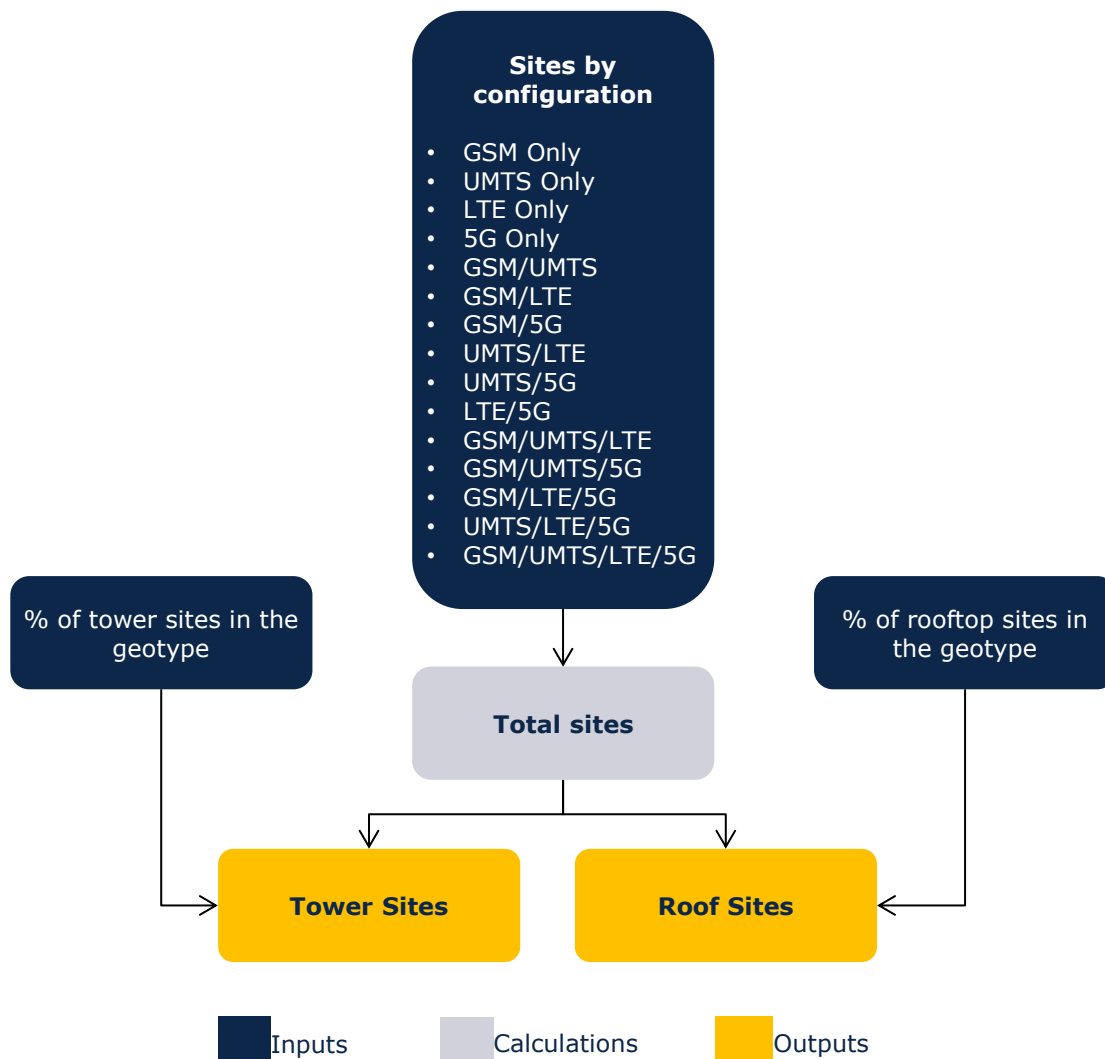 Sites by
configuration
• GSM Only
• UMTS Only
• LTE Only
• 5G Only
• GSM/UMTS
• GSM/LTE
• GSM/5G
• UMTS/LTE
• UMTS/5G
• LTE/5G
• GSM/UMTS/LTE
• GSM/UMTS/5G
• GSM/LTE/5G
• UMTS/LTE/5G
• GSM/UMTS/LTE/5G
% of tower sites in the
geotype
% of rooftop sites in
the geotype
Total sites
Tower Sites
Roof Sites
Inputs
Calculations
Outputs